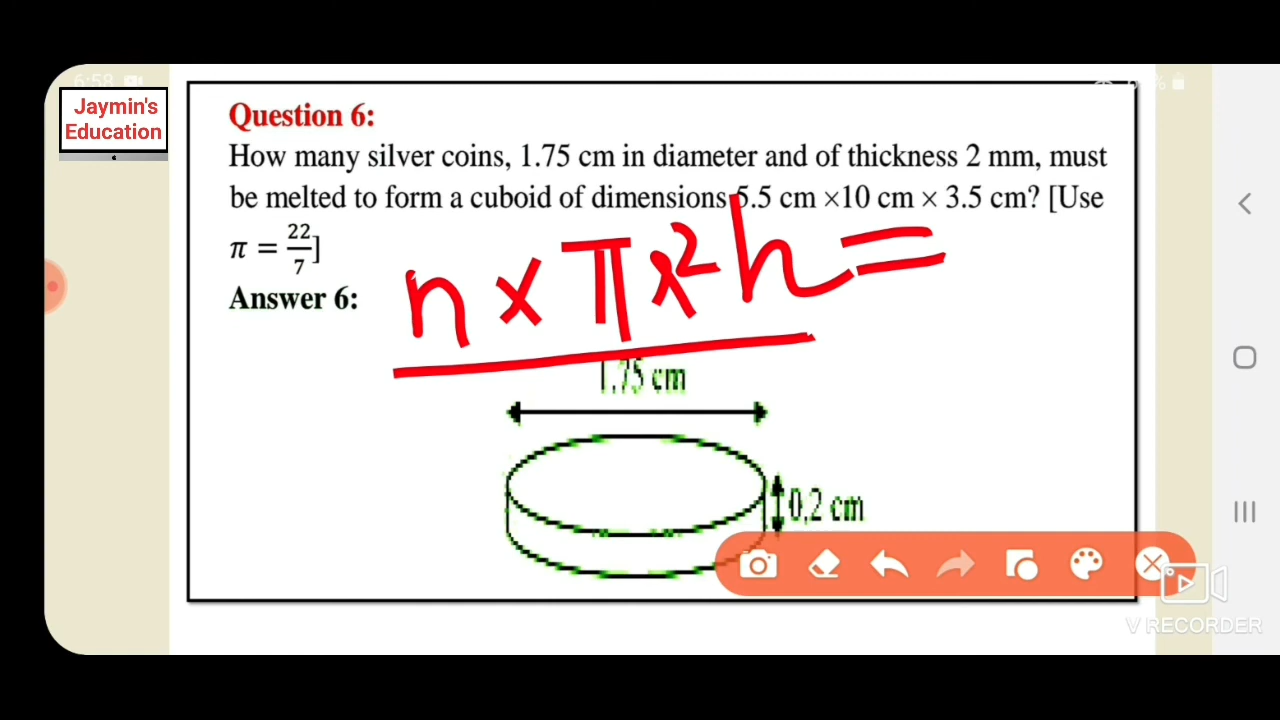 6:58
Jaymin's
Education
Question 6:
How many silver coins, 1.75 cm in diameter and of thickness 2 mm, must
be melted to form a cuboid of dimensions 5.5 cm ×10 cm × 3.5 cm? [Use
π = 22/7]
Answer 6:
n × πr²h =
1.75 cm
0.2 cm
V RECORDER